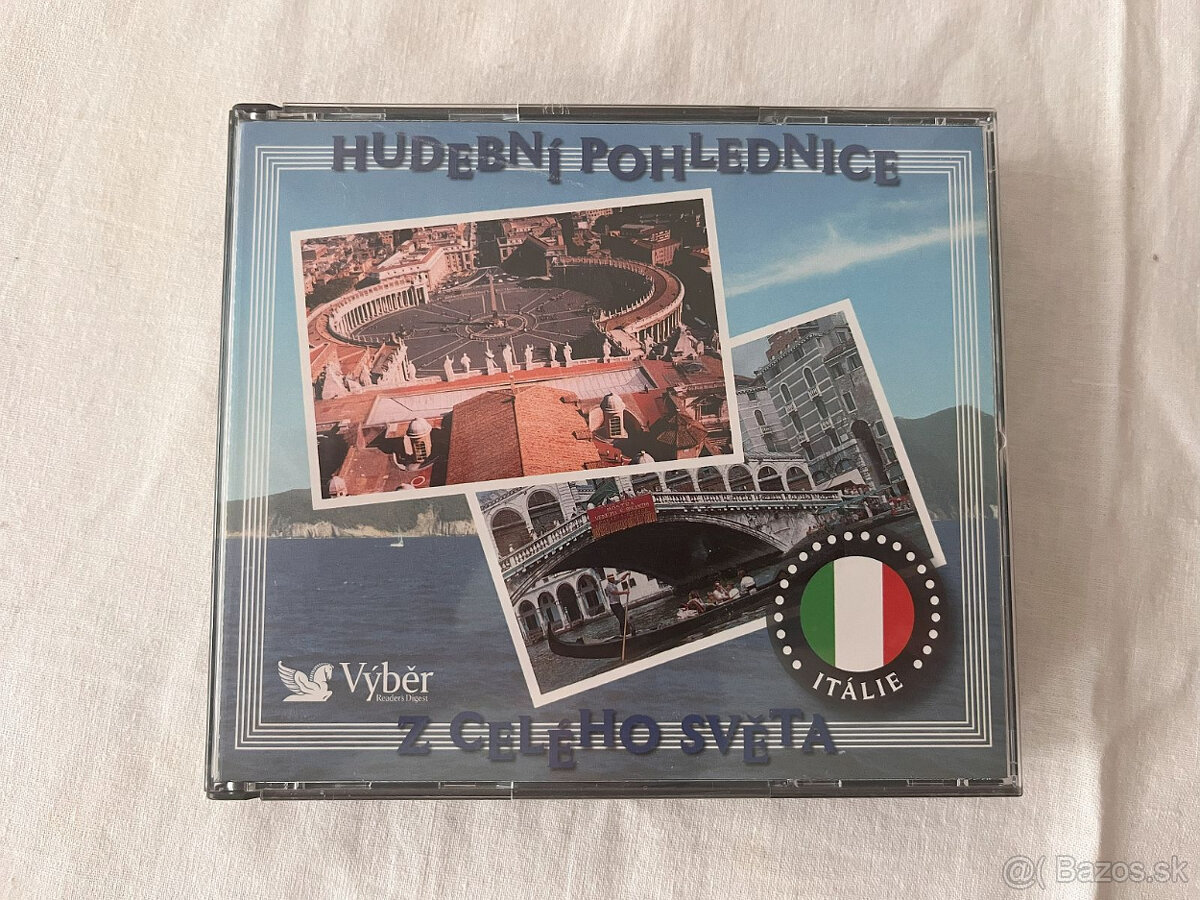 HUDEBNÍ POHLEDNICE
ITÁLIE
Výběr
Reader's Digest
Z CELÉHO SVĚTA
@( Bazos.sk